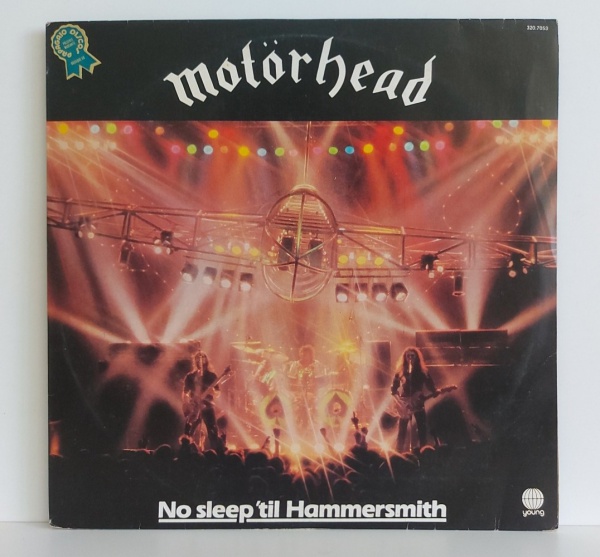 320.7053
motörhead
No sleep 'til Hammersmith
young